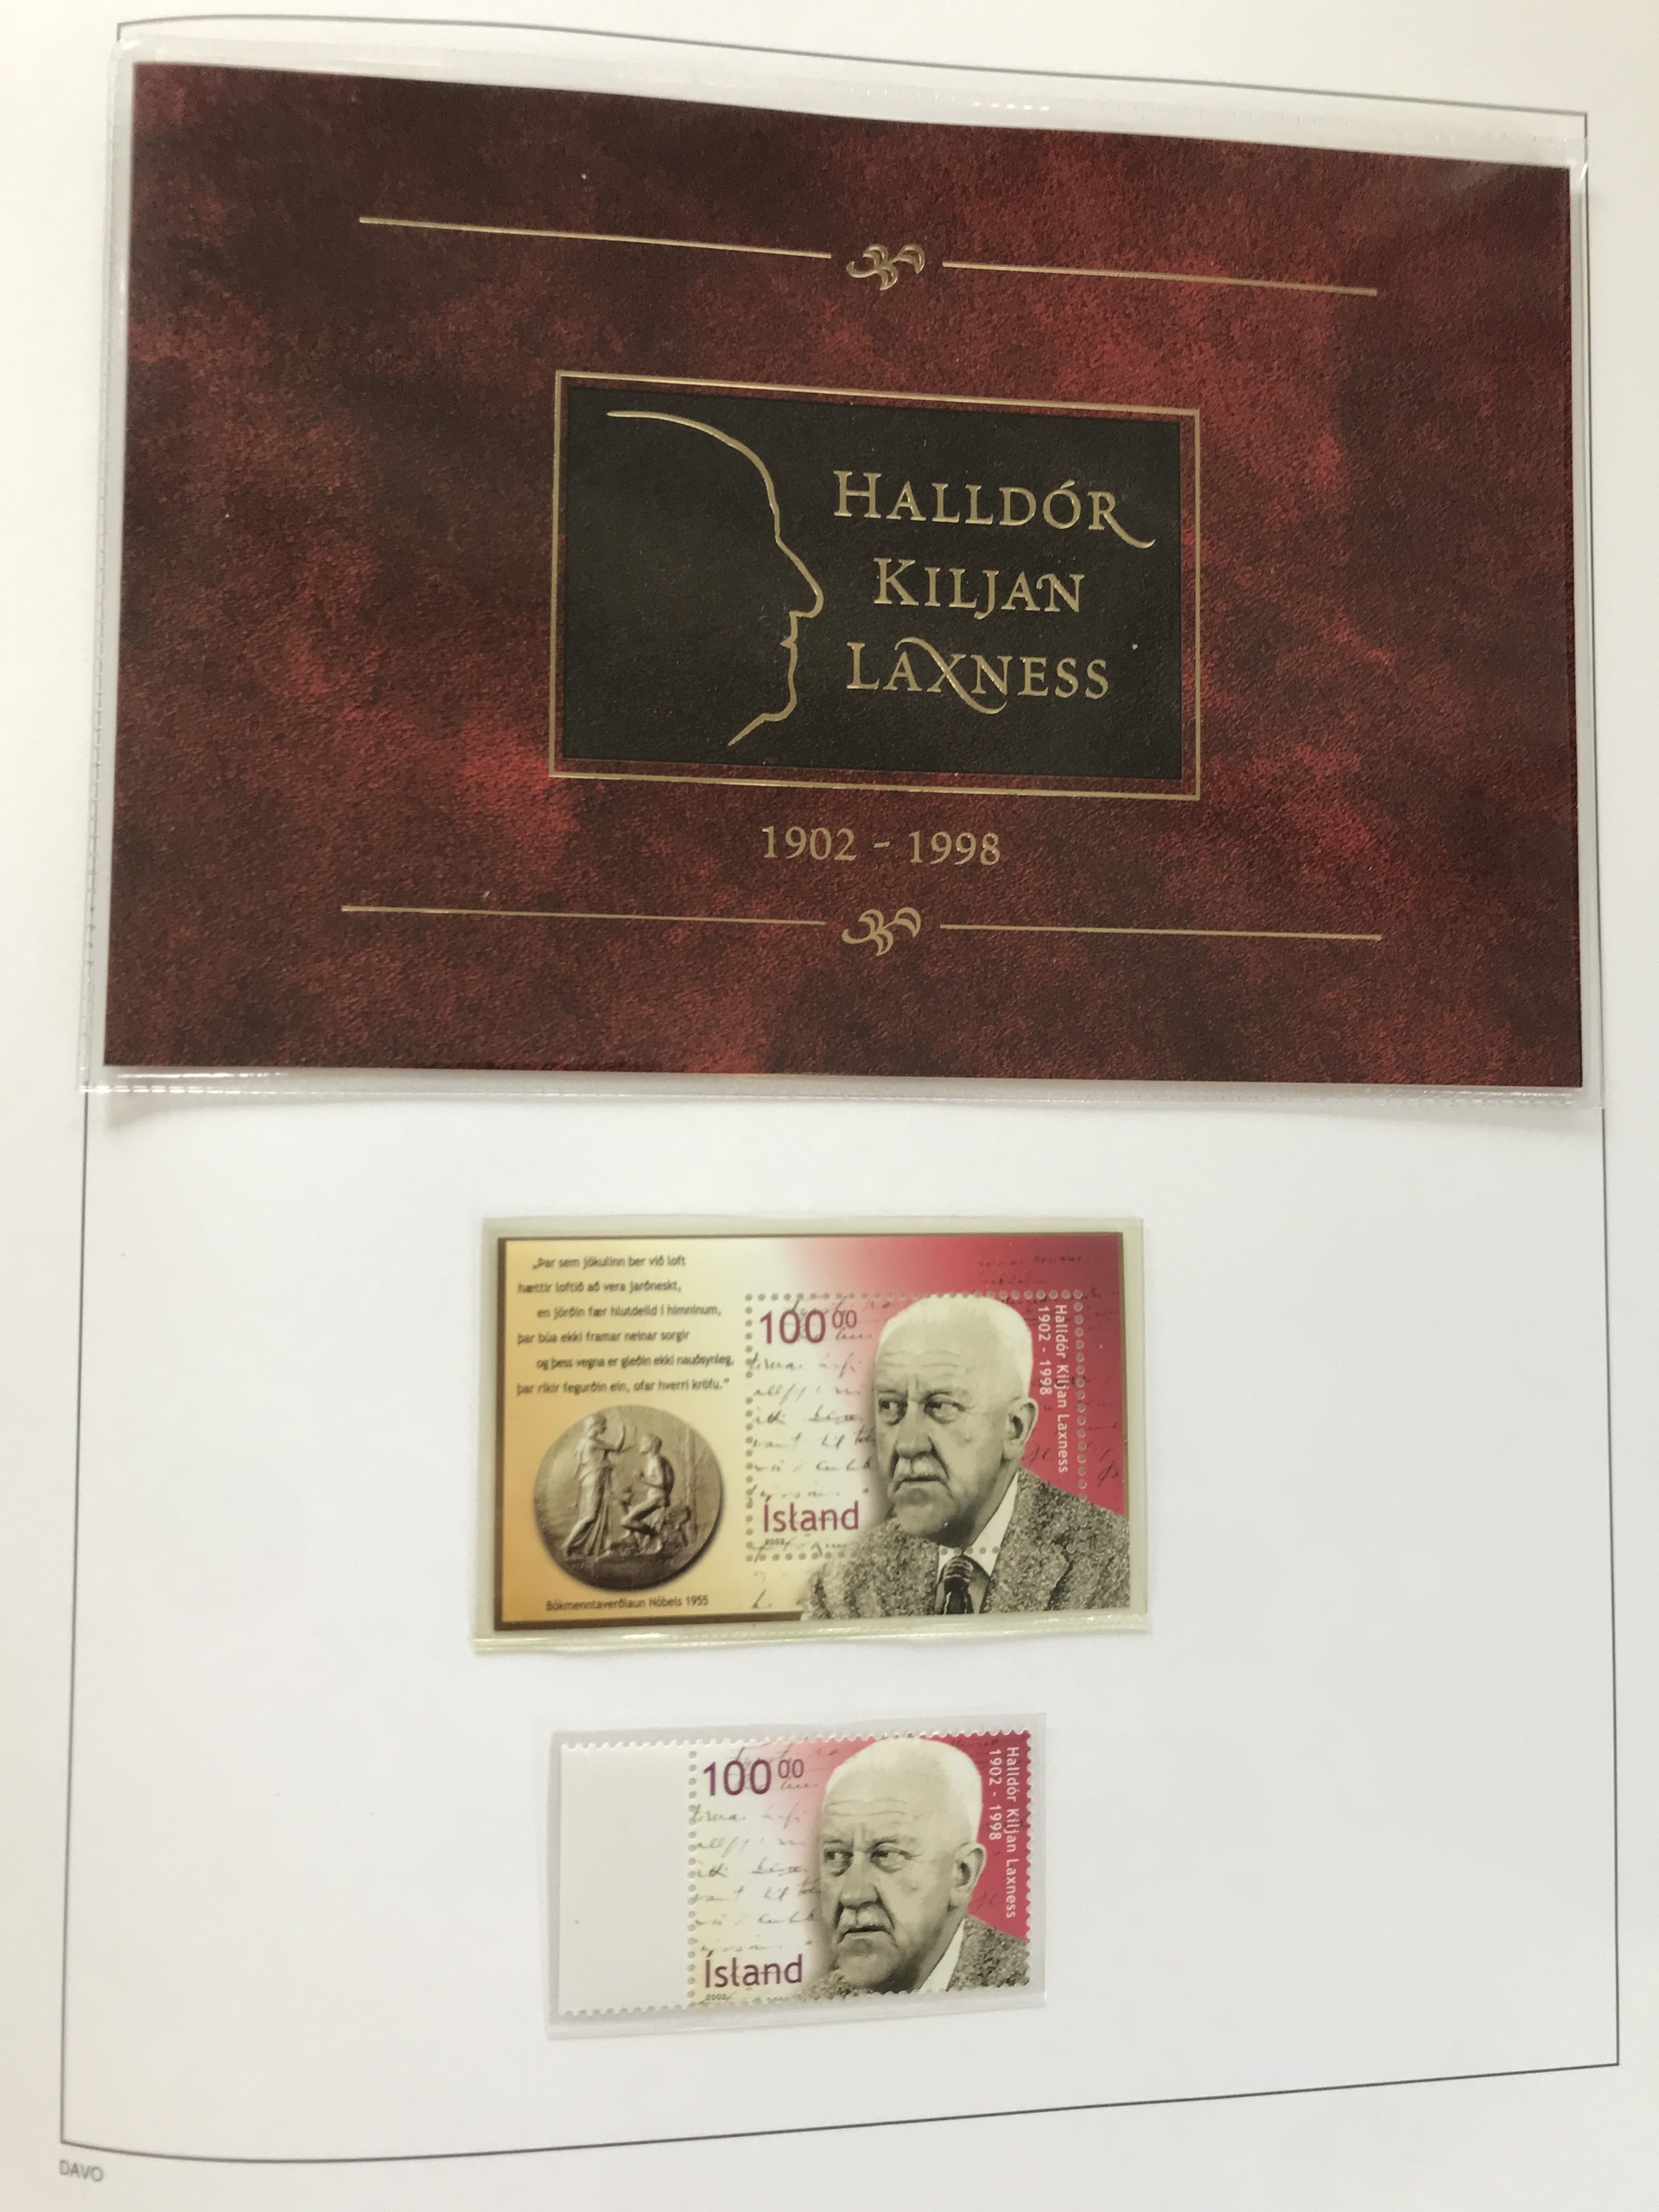 HALLDÓR
KILJAN
LAXNESS
1902 - 1998
„Þar sem jökulinn ber við loft
hættir loftið að vera jarðneskt,
en jörðin fær hlutdeild í himninum,
þar búa ekki framar neinar sorgir
og þess vegna er gleðin ekki nauðsynleg,
þar ríkir fegurðin ein, ofar hverri kröfu.“
Bókmenntaverðlaun Nóbels 1955
100 00
Halldór Kiljan Laxness
1902 - 1998
Ísland
2002
100 00
Halldór Kiljan Laxness
1902 - 1998
Ísland
2002
DAVO